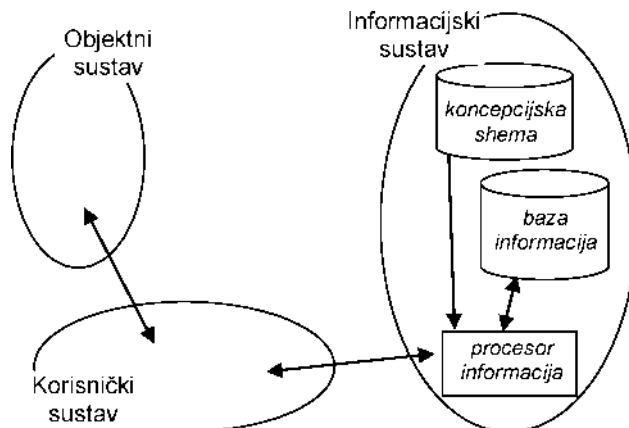 Objektni
sustav
Informacijski
sustav
koncepcijska
shema
baza
informacija
procesor
informacija
Korisnički
sustav